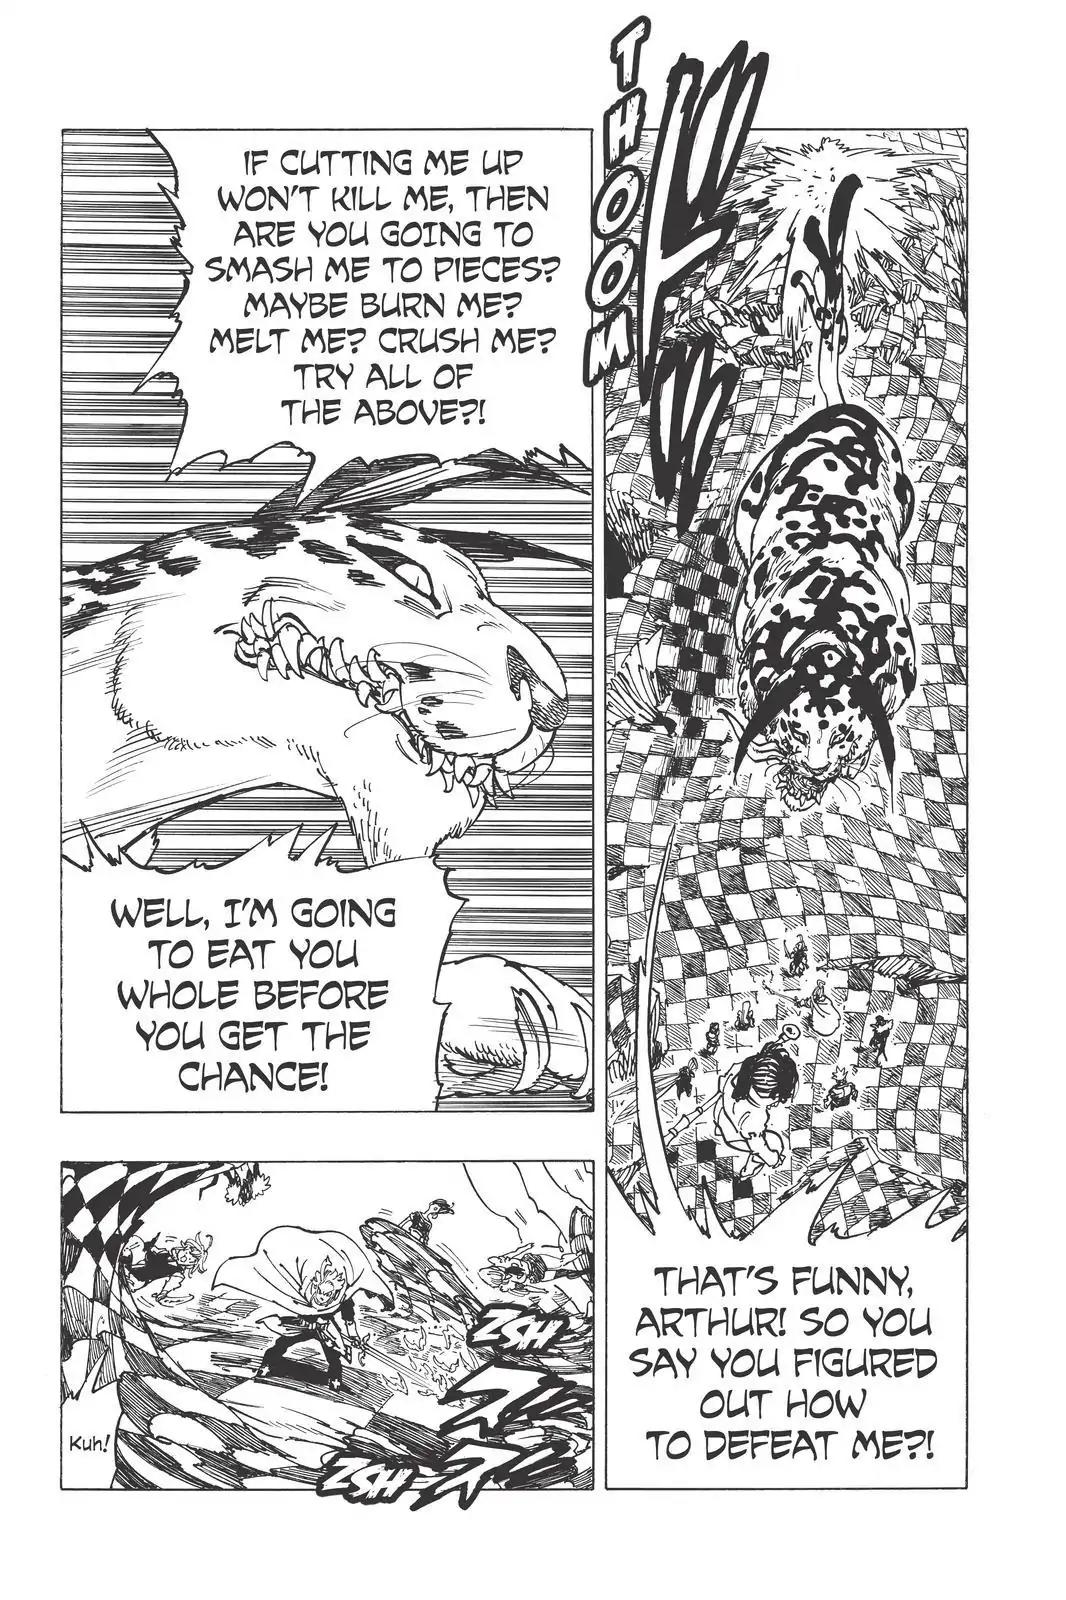 THOOM
THAT'S FUNNY,
ARTHUR! SO YOU
SAY YOU FIGURED
OUT HOW
TO DEFEAT ME?!
IF CUTTING ME UP
WON'T KILL ME, THEN
ARE YOU GOING TO
SMASH ME TO PIECES?
MAYBE BURN ME?
MELT ME? CRUSH ME?
TRY ALL OF
THE ABOVE?!
WELL, I'M GOING
TO EAT YOU
WHOLE BEFORE
YOU GET THE
CHANCE!
ZSH
Kuh!
ZSH